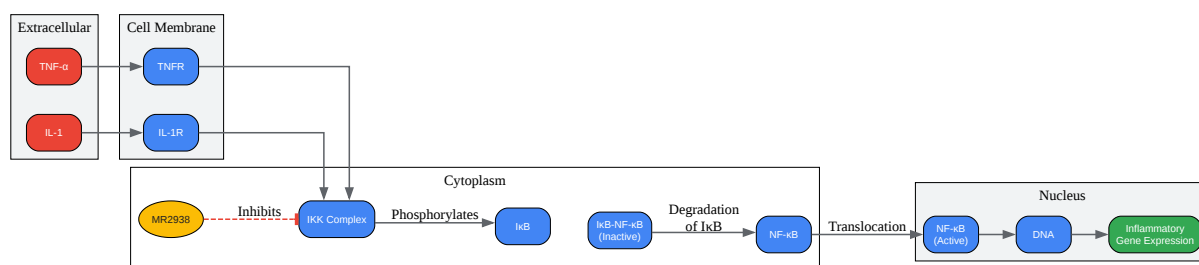 Extracellular
Cell Membrane
TNF-α
TNFR
IL-1
IL-1R
Cytoplasm
Nucleus
MR2938
Inhibits
IKK Complex
Phosphorylates
IκB
IκB-NF-κB
(Inactive)
Degradation
of IκB
NF-κB
Translocation
NF-κB
(Active)
DNA
Inflammatory
Gene Expression